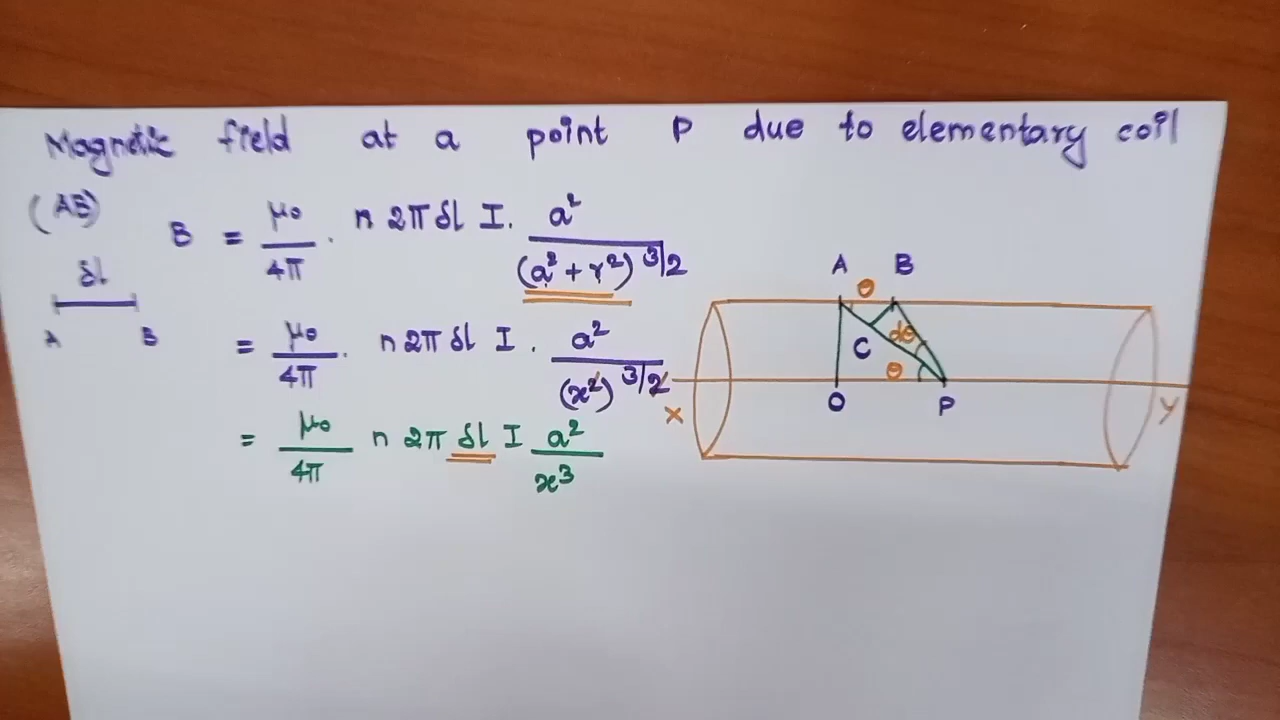 Magnetic field at a point P due to elementary coil
(AB)
B = μ₀/4π . n 2π δl I . a²/(a² + r²)^3/2
δl
A B
= μ₀/4π . n 2π δl I . a²/(x²)^3/2
= μ₀/4π n 2π δl I a²/x³
A B
θ
dθ
C
θ
X O P Y